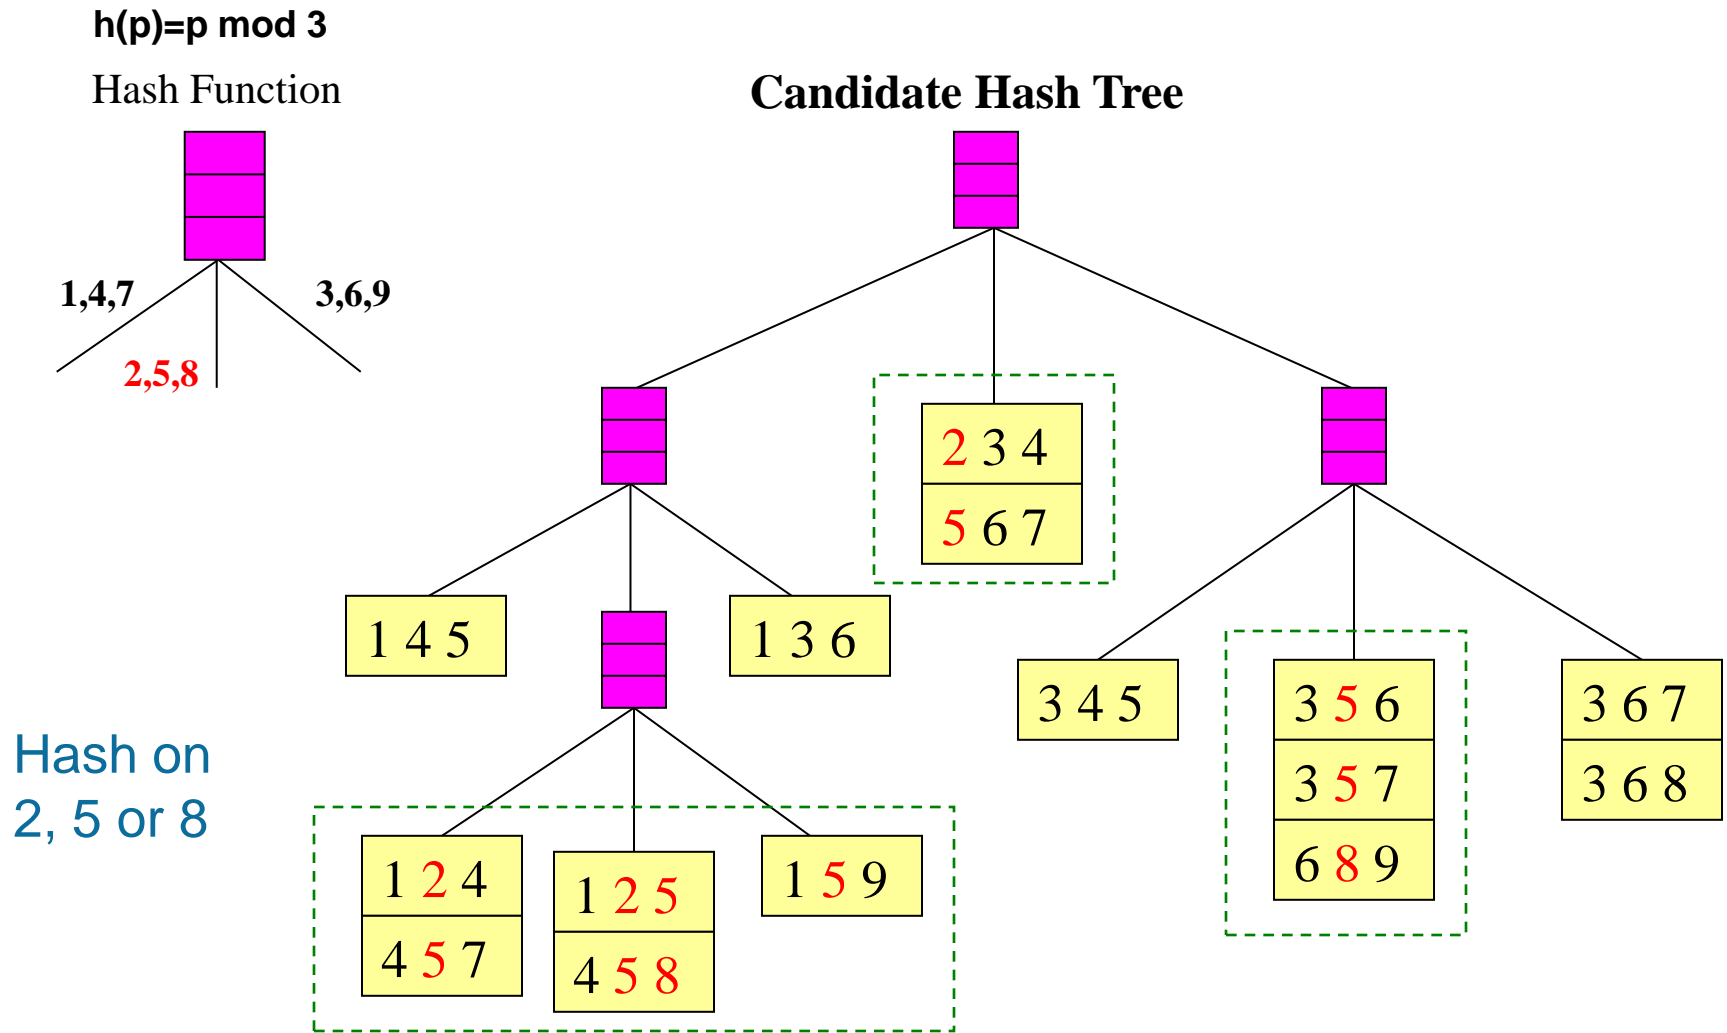 h(p)=p mod 3
Hash Function
Candidate Hash Tree
1,4,7
3,6,9
2,5,8
2 3 4
5 6 7
1 4 5
1 3 6
3 4 5
3 5 6
3 5 7
6 8 9
3 6 7
3 6 8
Hash on
2, 5 or 8
1 2 4
4 5 7
1 2 5
4 5 8
1 5 9